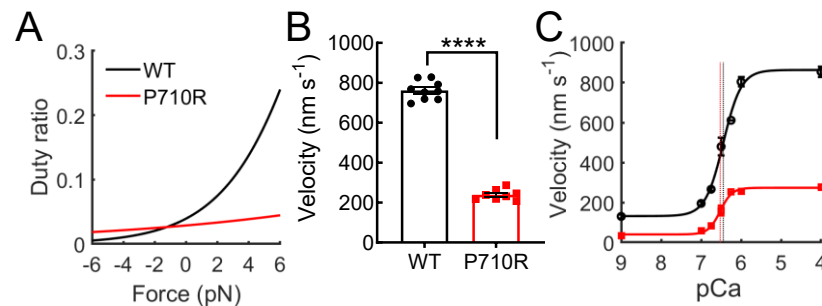 A
Duty ratio
0.3
0.2
0.1
0
WT
P710R
-6 -4 -2 0 2 4 6
Force (pN)
B
Velocity (nm s⁻¹)
1000
800
600
400
200
0
****
WT P710R
C
Velocity (nm s⁻¹)
1000
800
600
400
200
0
9 8 7 6 5 4
pCa